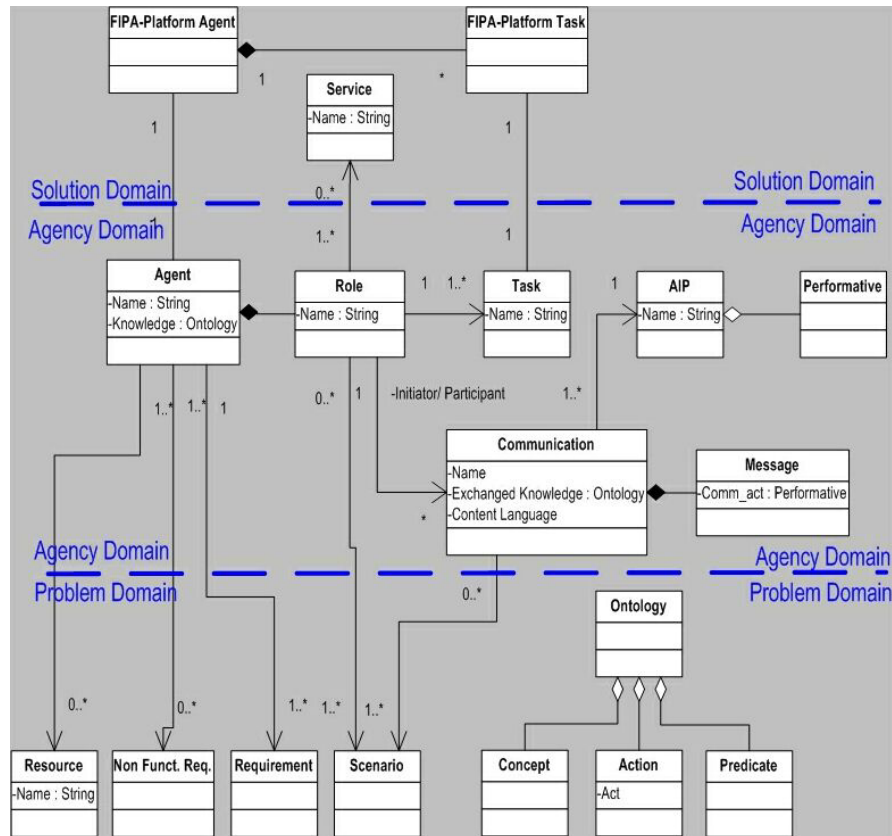 FIPA-Platform Agent
FIPA-Platform Task
1
*
Service
-Name : String
1
1
Solution Domain
0..*
Solution Domain
Agency Domain
1
1..*
1
Agency Domain
Agent
-Name : String
-Knowledge : Ontology
Role
-Name : String
1
1..*
Task
-Name : String
1
AIP
-Name : String
Performative
1..*
1..*
1
0..*
1
-Initiator/ Participant
1..*
Communication
-Name
-Exchanged Knowledge : Ontology
-Content Language
Message
-Comm_act : Performative
*
Agency Domain
Agency Domain
Problem Domain
0..*
Problem Domain
Ontology
0..*
0..*
1..*
1..*
1..*
Resource
-Name : String
Non Funct. Req.
Requirement
Scenario
Concept
Action
-Act
Predicate